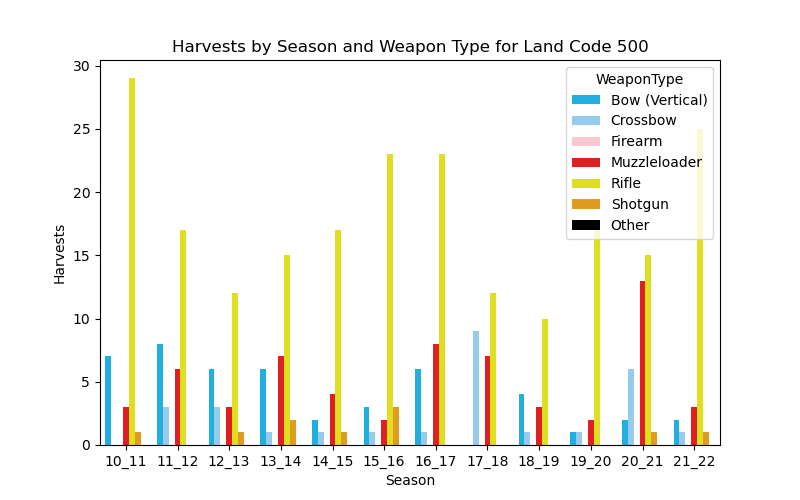 Harvests by Season and Weapon Type for Land Code 500
30
25
20
15
10
5
0
Harvests
WeaponType
Bow (Vertical)
Crossbow
Firearm
Muzzleloader
Rifle
Shotgun
Other
10_11 11_12 12_13 13_14 14_15 15_16 16_17 17_18 18_19 19_20 20_21 21_22
Season